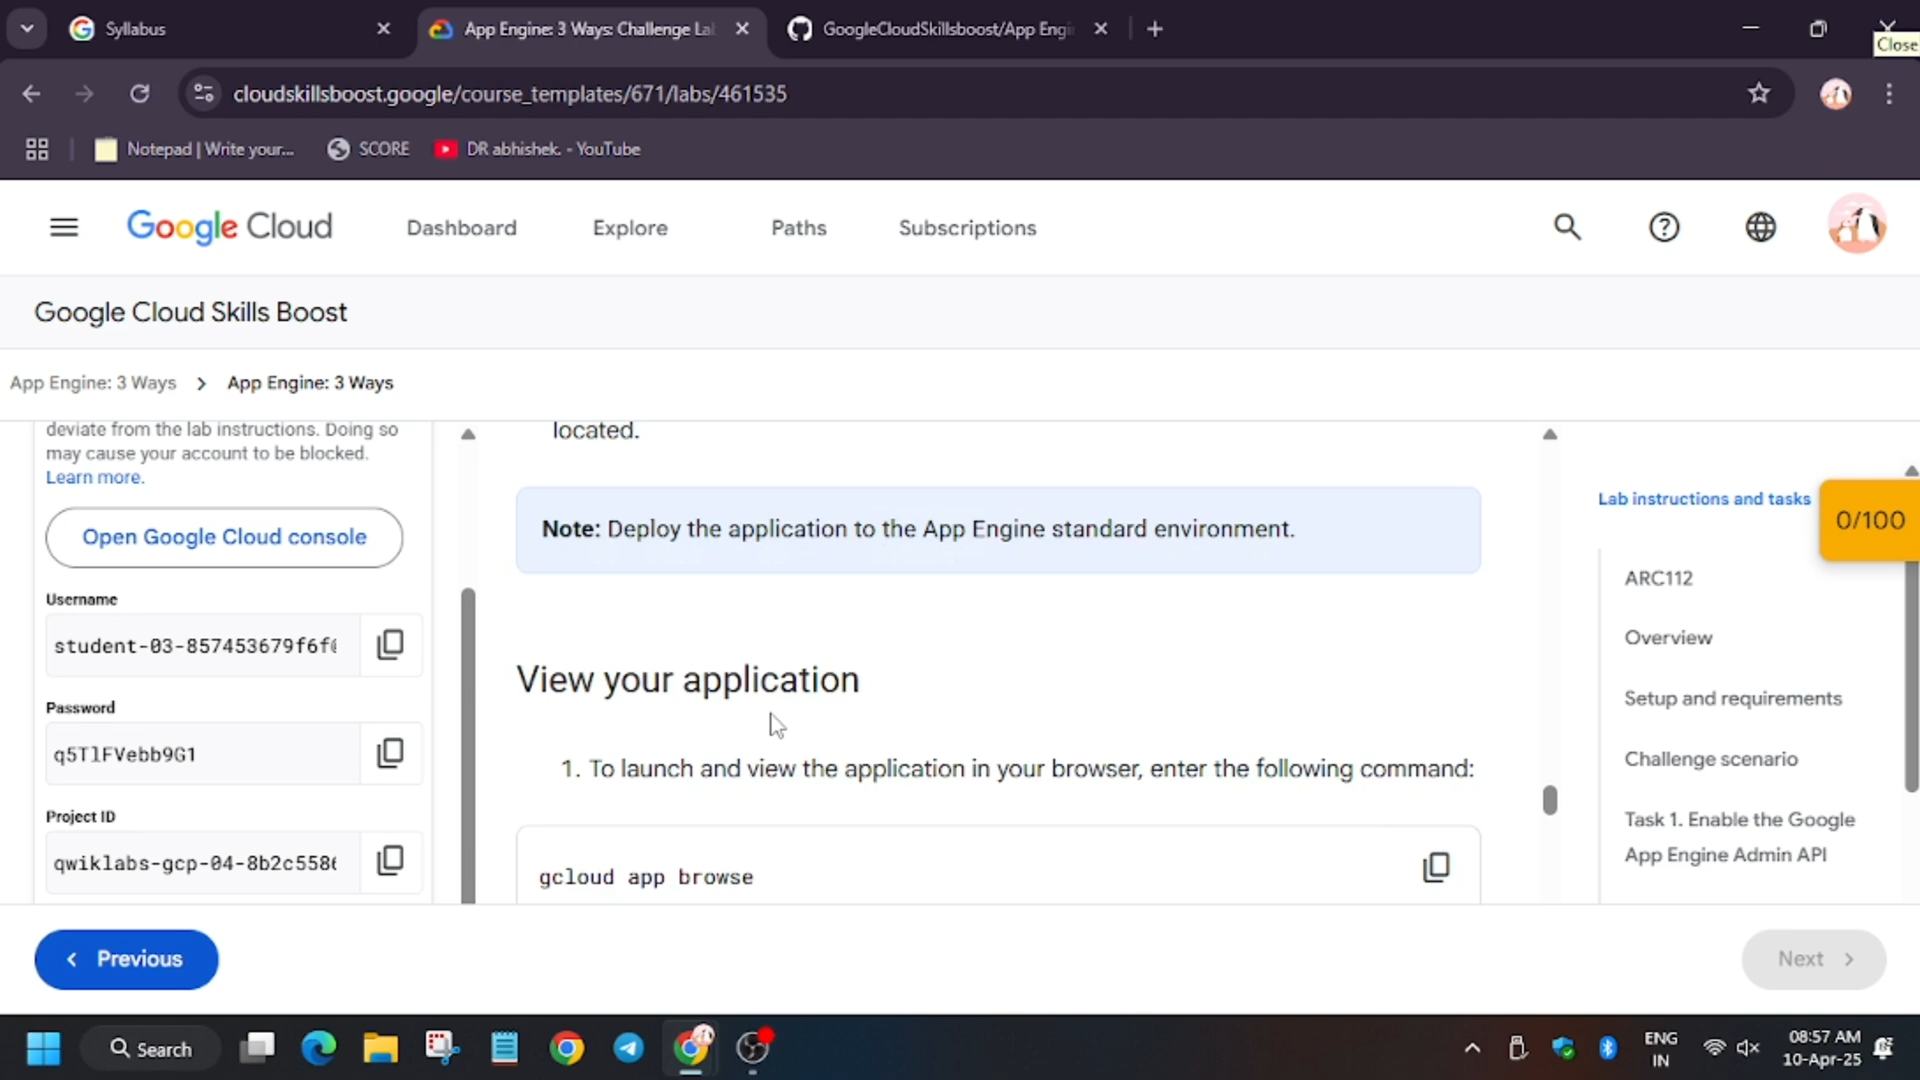 Syllabus
App Engine: 3 Ways: Challenge La
GoogleCloudSkillsboost/App Engi
Close
cloudskillsboost.google/course_templates/671/labs/461535
Notepad | Write your...
SCORE
DR abhishek. - YouTube
Google Cloud
Dashboard
Explore
Paths
Subscriptions
Google Cloud Skills Boost
App Engine: 3 Ways > App Engine: 3 Ways
deviate from the lab instructions. Doing so
may cause your account to be blocked.
Learn more.
Open Google Cloud console
Username
student-03-857453679f6f@
Password
q5TlFVebb9G1
Project ID
qwiklabs-gcp-04-8b2c5586
located.
Note: Deploy the application to the App Engine standard environment.
View your application
1. To launch and view the application in your browser, enter the following command:
gcloud app browse
Lab instructions and tasks
0/100
ARC112
Overview
Setup and requirements
Challenge scenario
Task 1. Enable the Google
App Engine Admin API
Previous
Next
Search
ENG
IN
08:57 AM
10-Apr-25